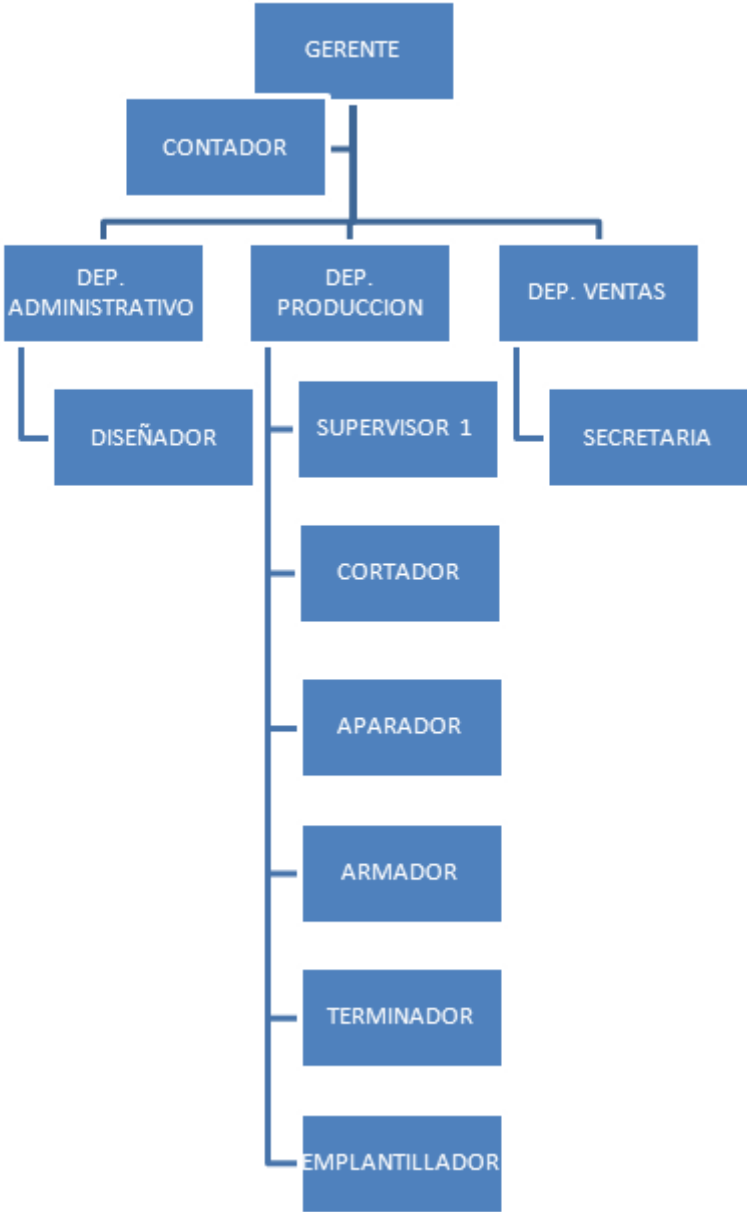 GERENTE
CONTADOR
DEP.
ADMINISTRATIVO
DEP.
PRODUCCION
DEP. VENTAS
DISEÑADOR
SUPERVISOR 1
SECRETARIA
CORTADOR
APARADOR
ARMADOR
TERMINADOR
EMPLANTILLADOR